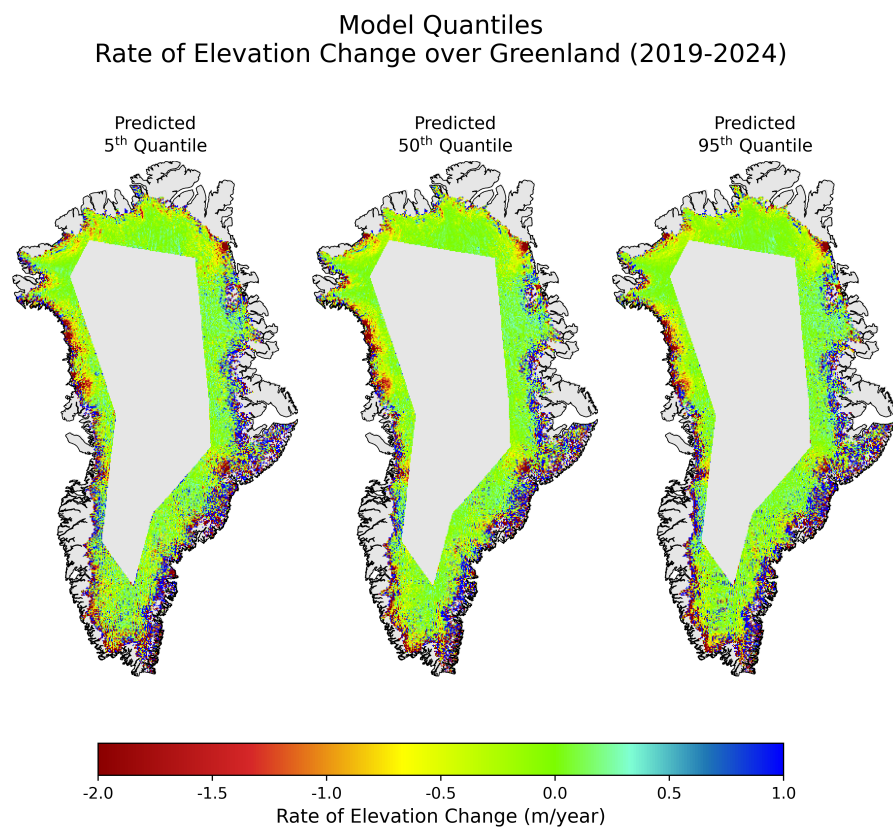 Model Quantiles
Rate of Elevation Change over Greenland (2019-2024)
Predicted
5th Quantile
Predicted
50th Quantile
Predicted
95th Quantile
-2.0 -1.5 -1.0 -0.5 0.0 0.5 1.0
Rate of Elevation Change (m/year)